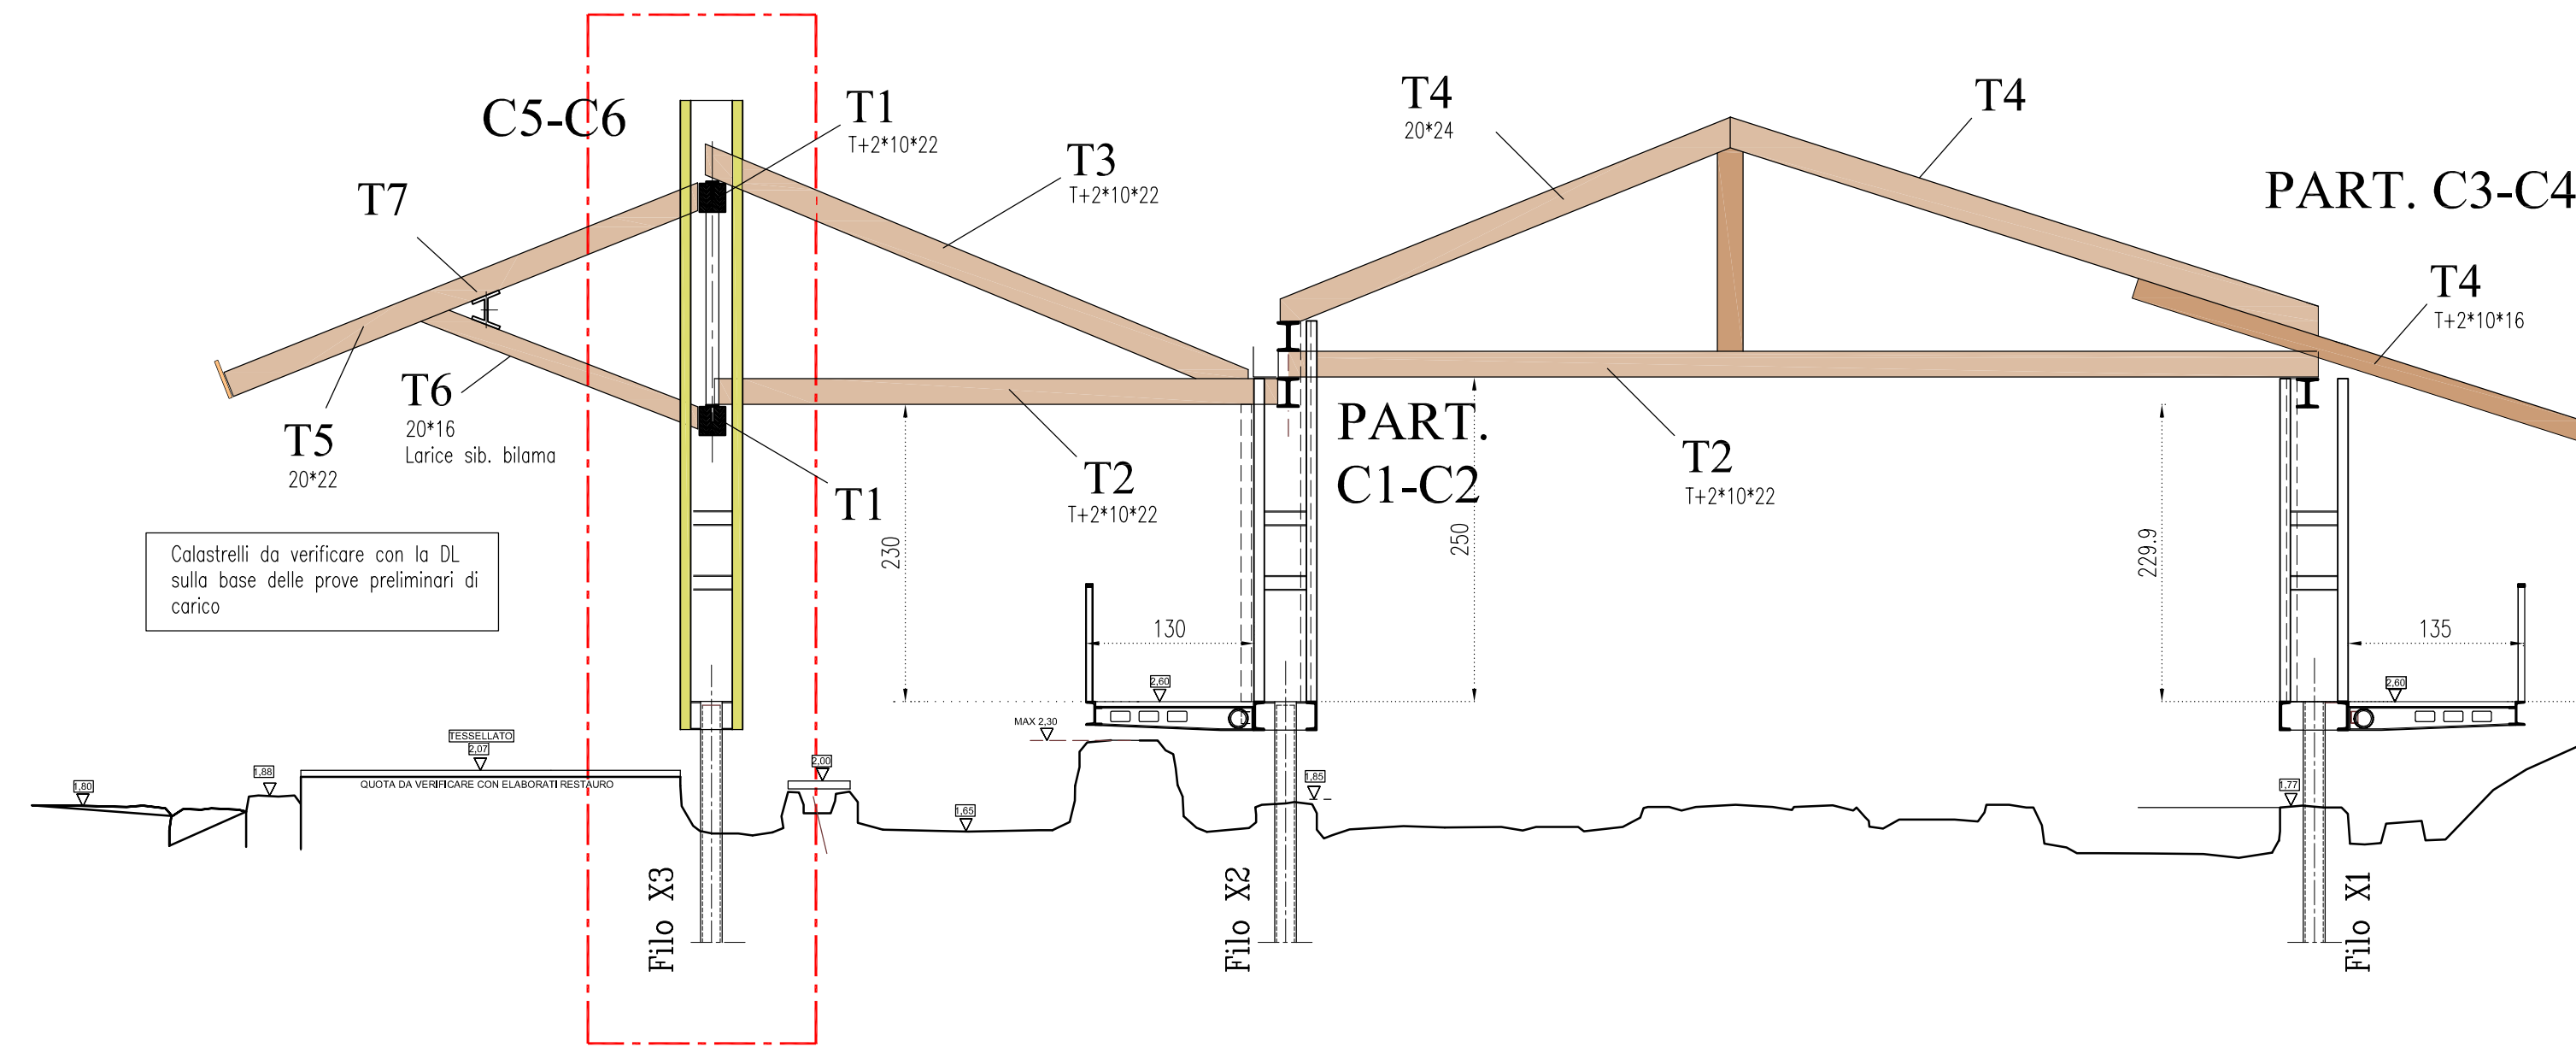 C5-C6
T1
T+2*10*22
T3
T+2*10*22
T4
20*24
T4
PART. C3-C4
T7
T4
T+2*10*16
T6
20*16
Larice sib. bilama
T5
20*22
T1
T2
T+2*10*22
PART.
C1-C2
T2
T+2*10*22
230
250
229.9
Calastrelli da verificare con la DL
sulla base delle prove preliminari di
carico
130
135
2,60
2,60
MAX 2,30
TESSELLATO
2,07
QUOTA DA VERIFICARE CON ELABORATI RESTAURO
1,80
1,88
2,00
1,65
1,85
1,77
Filo X3
Filo X2
Filo X1